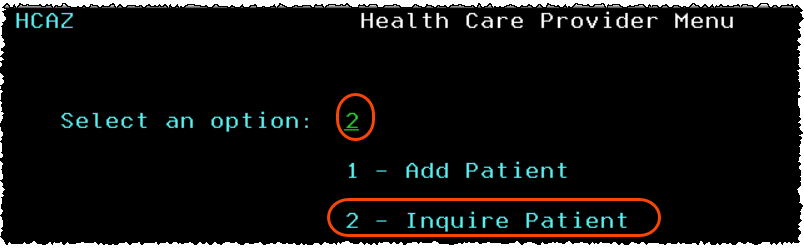 HCAZ Health Care Provider Menu
Select an option: 2
1 - Add Patient
2 - Inquire Patient